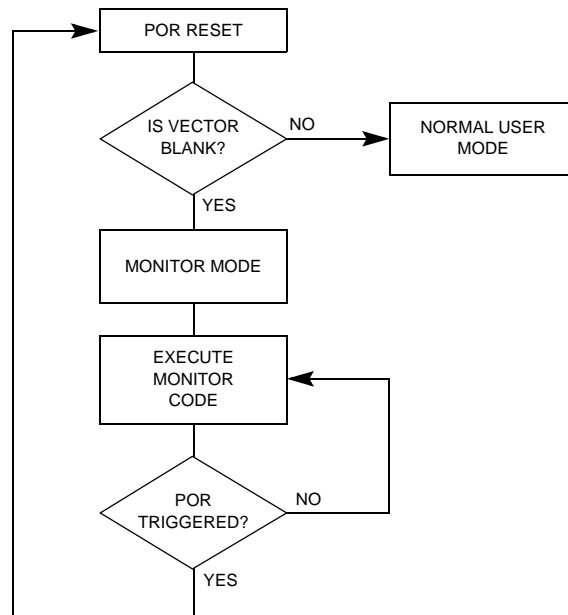 POR RESET
IS VECTOR
BLANK?
NO
NORMAL USER
MODE
YES
MONITOR MODE
EXECUTE
MONITOR
CODE
POR
TRIGGERED?
NO
YES